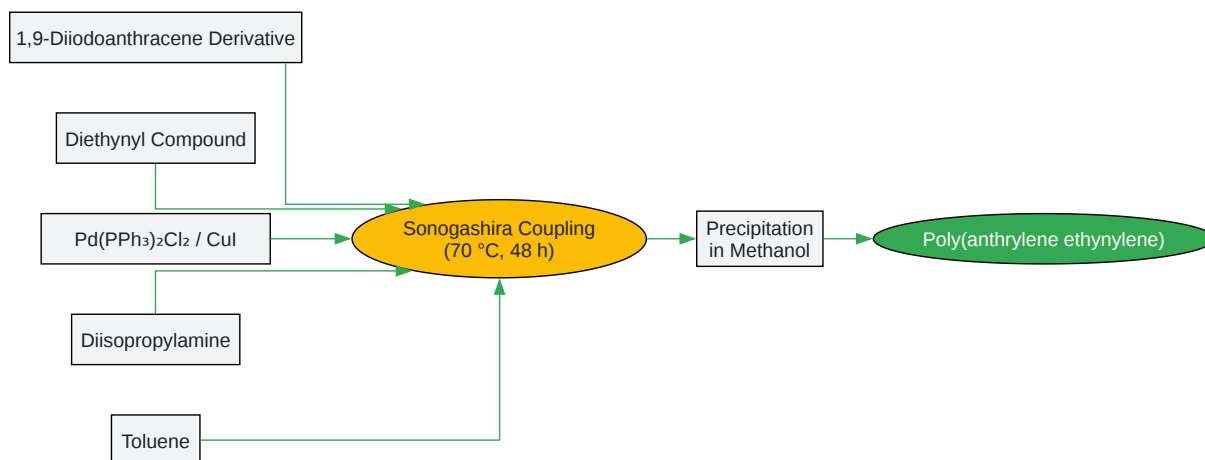 1,9-Diiodoanthracene Derivative
Diethynyl Compound
Pd(PPh₃)₂Cl₂ / CuI
Diisopropylamine
Toluene
Sonogashira Coupling
(70 °C, 48 h)
Precipitation
in Methanol
Poly(anthrylene ethynylene)